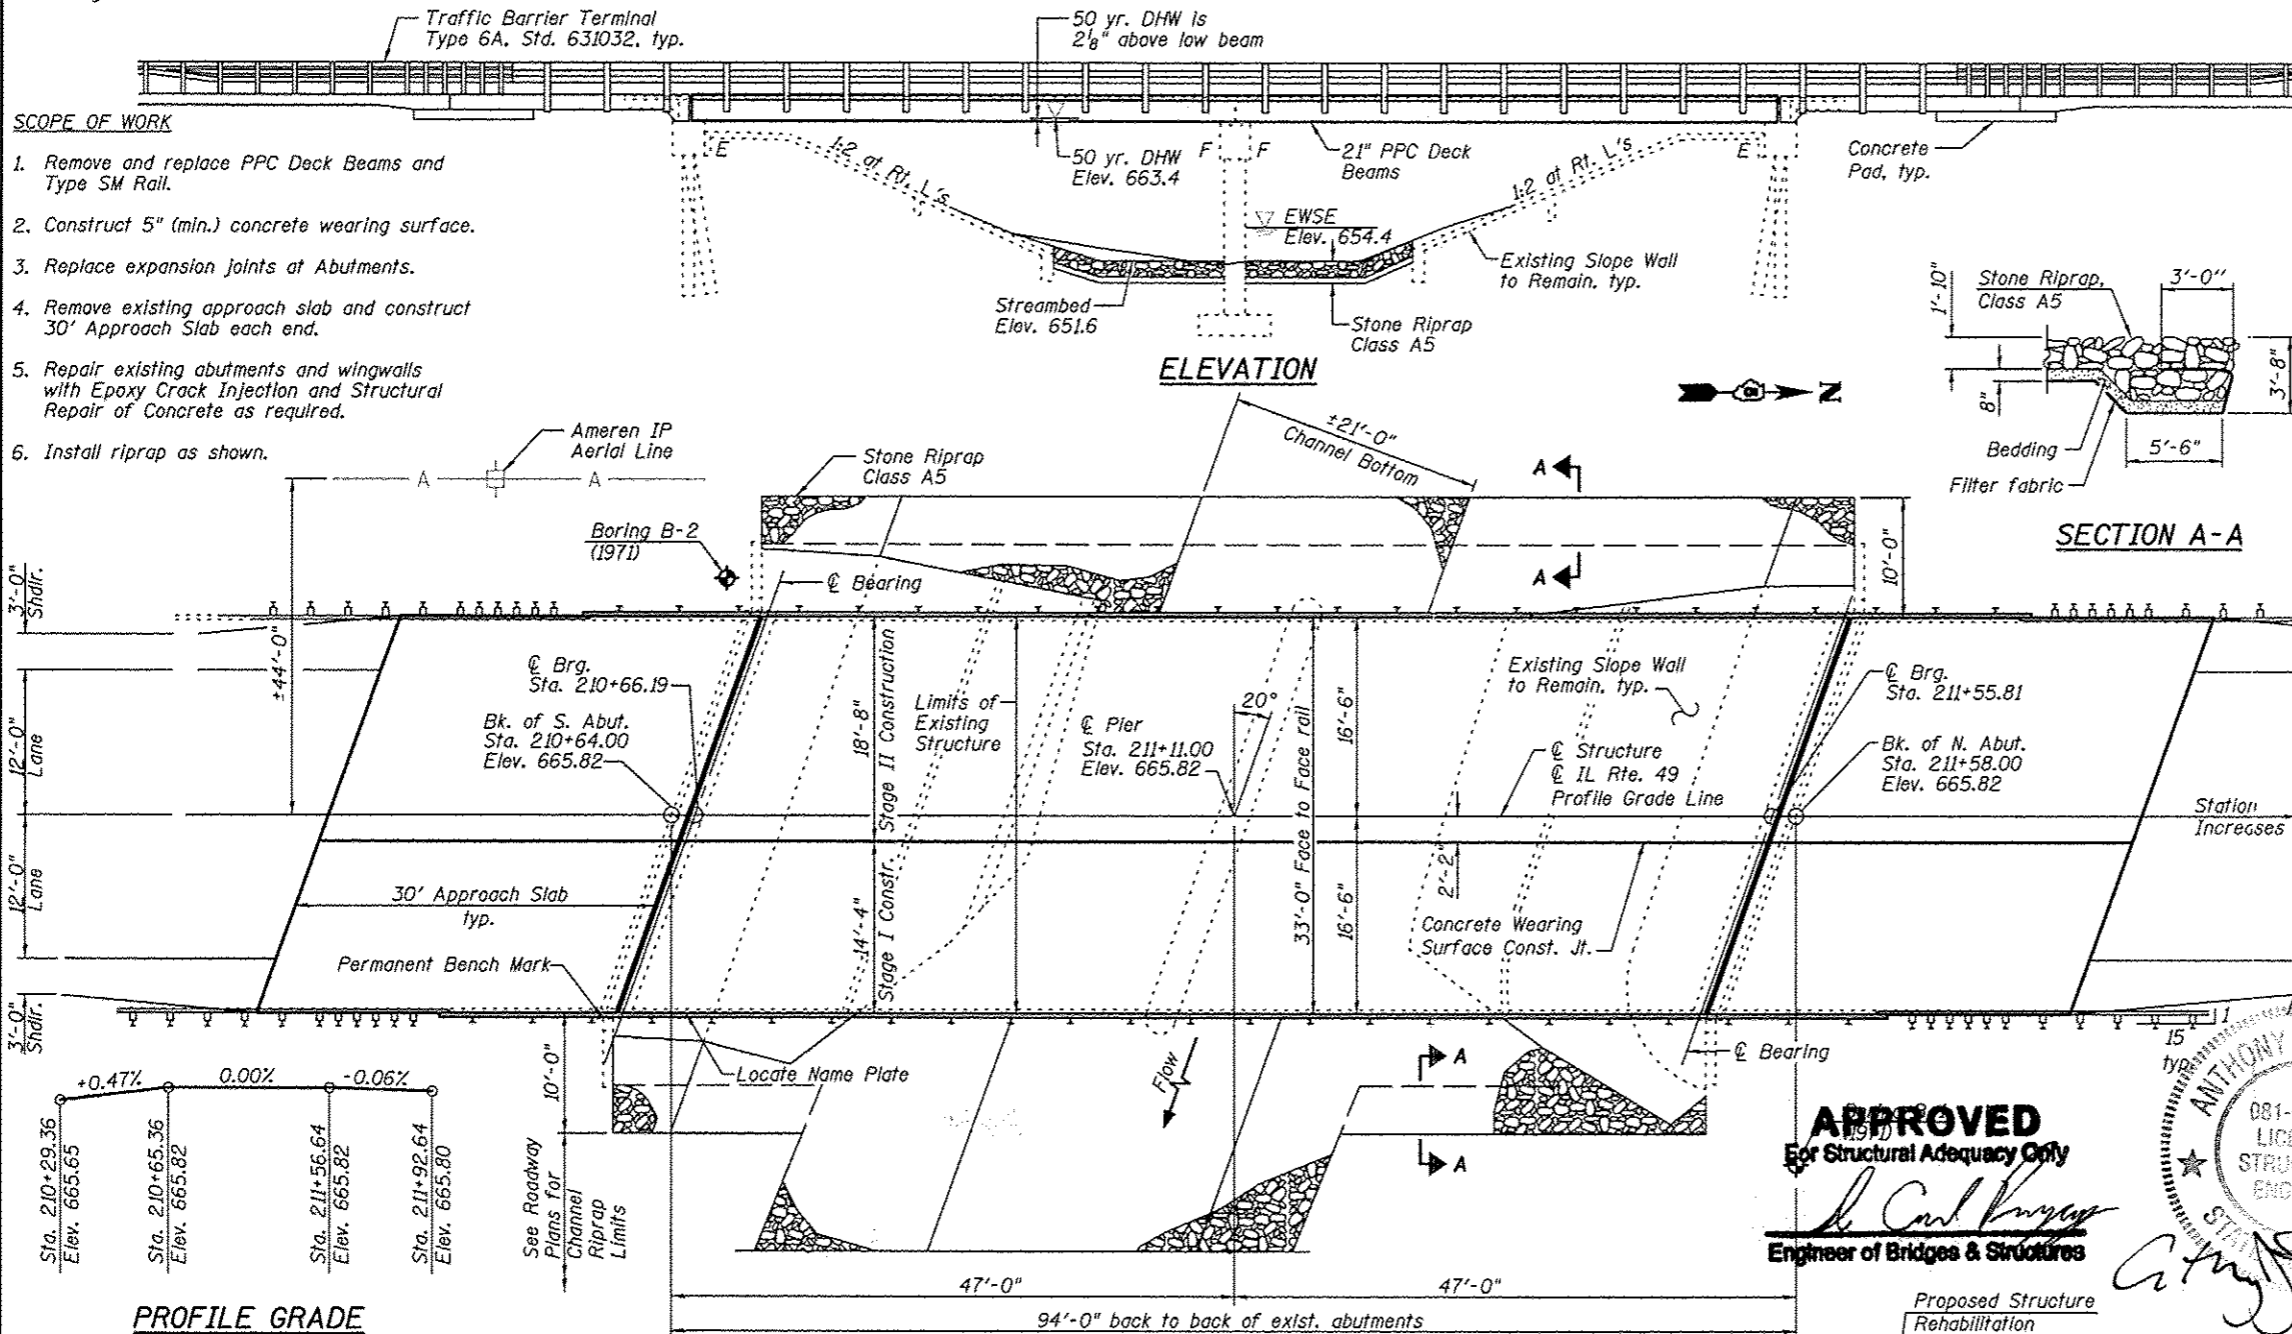 Traffic Barrier Terminal
Type 6A, Std. 631032, typ.
50 yr. DHW is
2⅛" above low beam
SCOPE OF WORK
1. Remove and replace PPC Deck Beams and
Type SM Rail.
2. Construct 5" (min.) concrete wearing surface.
3. Replace expansion joints at Abutments.
4. Remove existing approach slab and construct
30' Approach Slab each end.
5. Repair existing abutments and wingwalls
with Epoxy Crack Injection and Structural
Repair of Concrete as required.
6. Install riprap as shown.
E
1:2 at Rt. L's
50 yr. DHW
Elev. 663.4
F
F
21" PPC Deck
Beams
1:2 at Rt. L's
E
Concrete
Pad, typ.
EWSE
Elev. 654.4
Existing Slope Wall
to Remain, typ.
Streambed
Elev. 651.6
Stone Riprap
Class A5
ELEVATION
N
Stone Riprap,
Class A5
3'-0"
1'-10"
8"
3'-8"
Bedding
5'-6"
Filter fabric
SECTION A-A
Ameren IP
Aerial Line
A
A
Stone Riprap
Class A5
±21'-0"
Channel Bottom
A
A
Boring B-2
(1971)
℄ Bearing
10'-0"
3'-0"
Shdlr.
±44'-0"
12'-0"
Lane
12'-0"
Lane
3'-0"
Shdlr.
℄ Brg.
Sta. 210+66.19
Bk. of S. Abut.
Sta. 210+64.00
Elev. 665.82
18'-8"
Stage II Construction
Limits of
Existing
Structure
℄ Pier
Sta. 211+11.00
Elev. 665.82
20°
33'-0" Face to Face rail
16'-6"
16'-6"
Existing Slope Wall
to Remain, typ.
℄ Structure
℄ IL Rte. 49
Profile Grade Line
℄ Brg.
Sta. 211+55.81
Bk. of N. Abut.
Sta. 211+58.00
Elev. 665.82
Station
Increases
30' Approach Slab
typ.
14'-4"
Stage I Constr.
2'-2"
Concrete Wearing
Surface Const. Jt.
Permanent Bench Mark
Locate Name Plate
10'-0"
Flow
A
A
℄ Bearing
1
15
typ.
+0.47%
0.00%
-0.06%
Sta. 210+29.36
Elev. 665.65
Sta. 210+65.36
Elev. 665.82
Sta. 211+56.64
Elev. 665.82
Sta. 211+92.64
Elev. 665.80
PROFILE GRADE
See Roadway
Plans for
Channel
Riprap
Limits
47'-0"
47'-0"
94'-0" back to back of exist. abutments
APPROVED
For Structural Adequacy Only
Engineer of Bridges & Structures
ANTHONY
081-
Proposed Structure
Rehabilitation